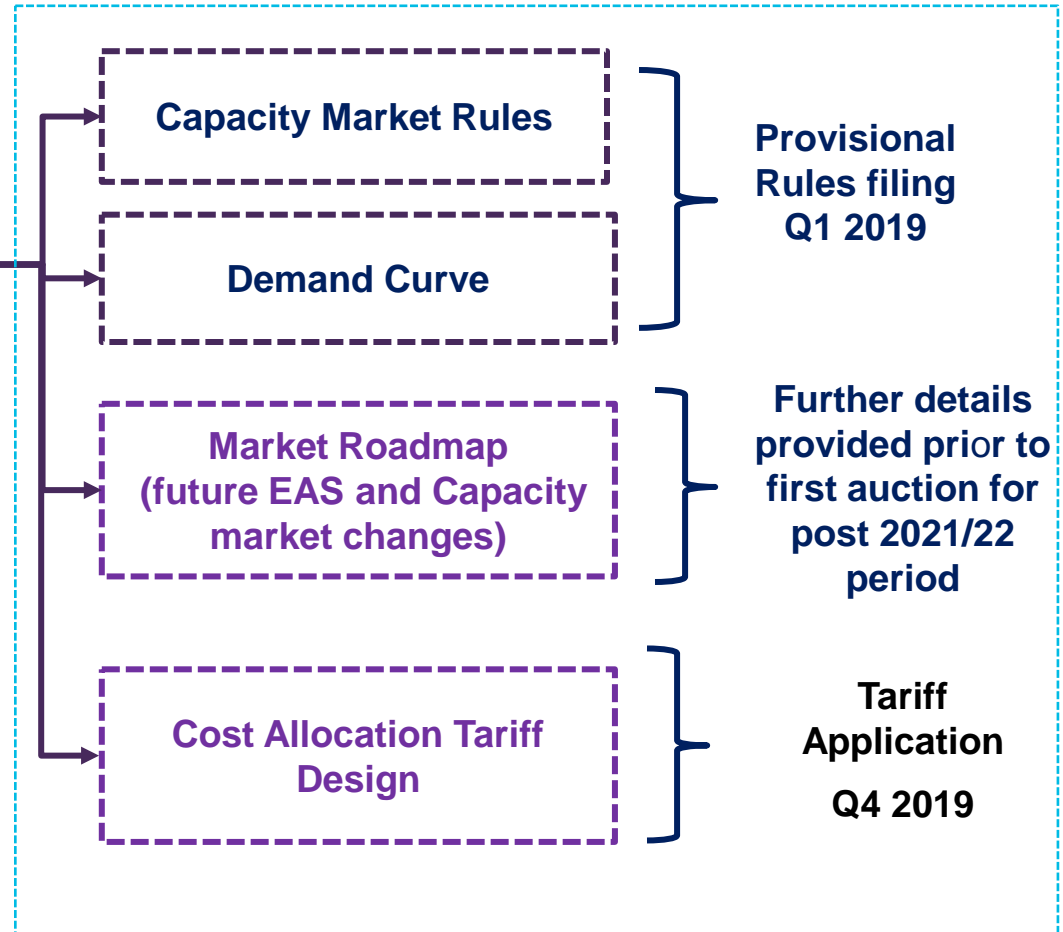 Capacity Market Rules
Demand Curve
Provisional
Rules filing
Q1 2019
Market Roadmap
(future EAS and Capacity
market changes)
Further details
provided prior to
first auction for
post 2021/22
period
Cost Allocation Tariff
Design
Tariff
Application
Q4 2019